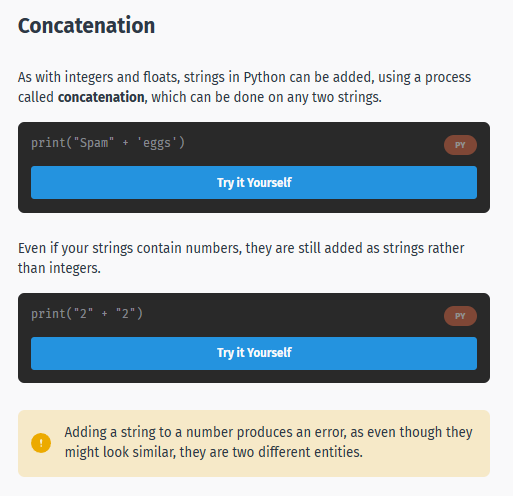 Concatenation
As with integers and floats, strings in Python can be added, using a process
called concatenation, which can be done on any two strings.
print("Spam" + 'eggs')
PY
Try it Yourself
Even if your strings contain numbers, they are still added as strings rather
than integers.
print("2" + "2")
PY
Try it Yourself
!
Adding a string to a number produces an error, as even though they
might look similar, they are two different entities.